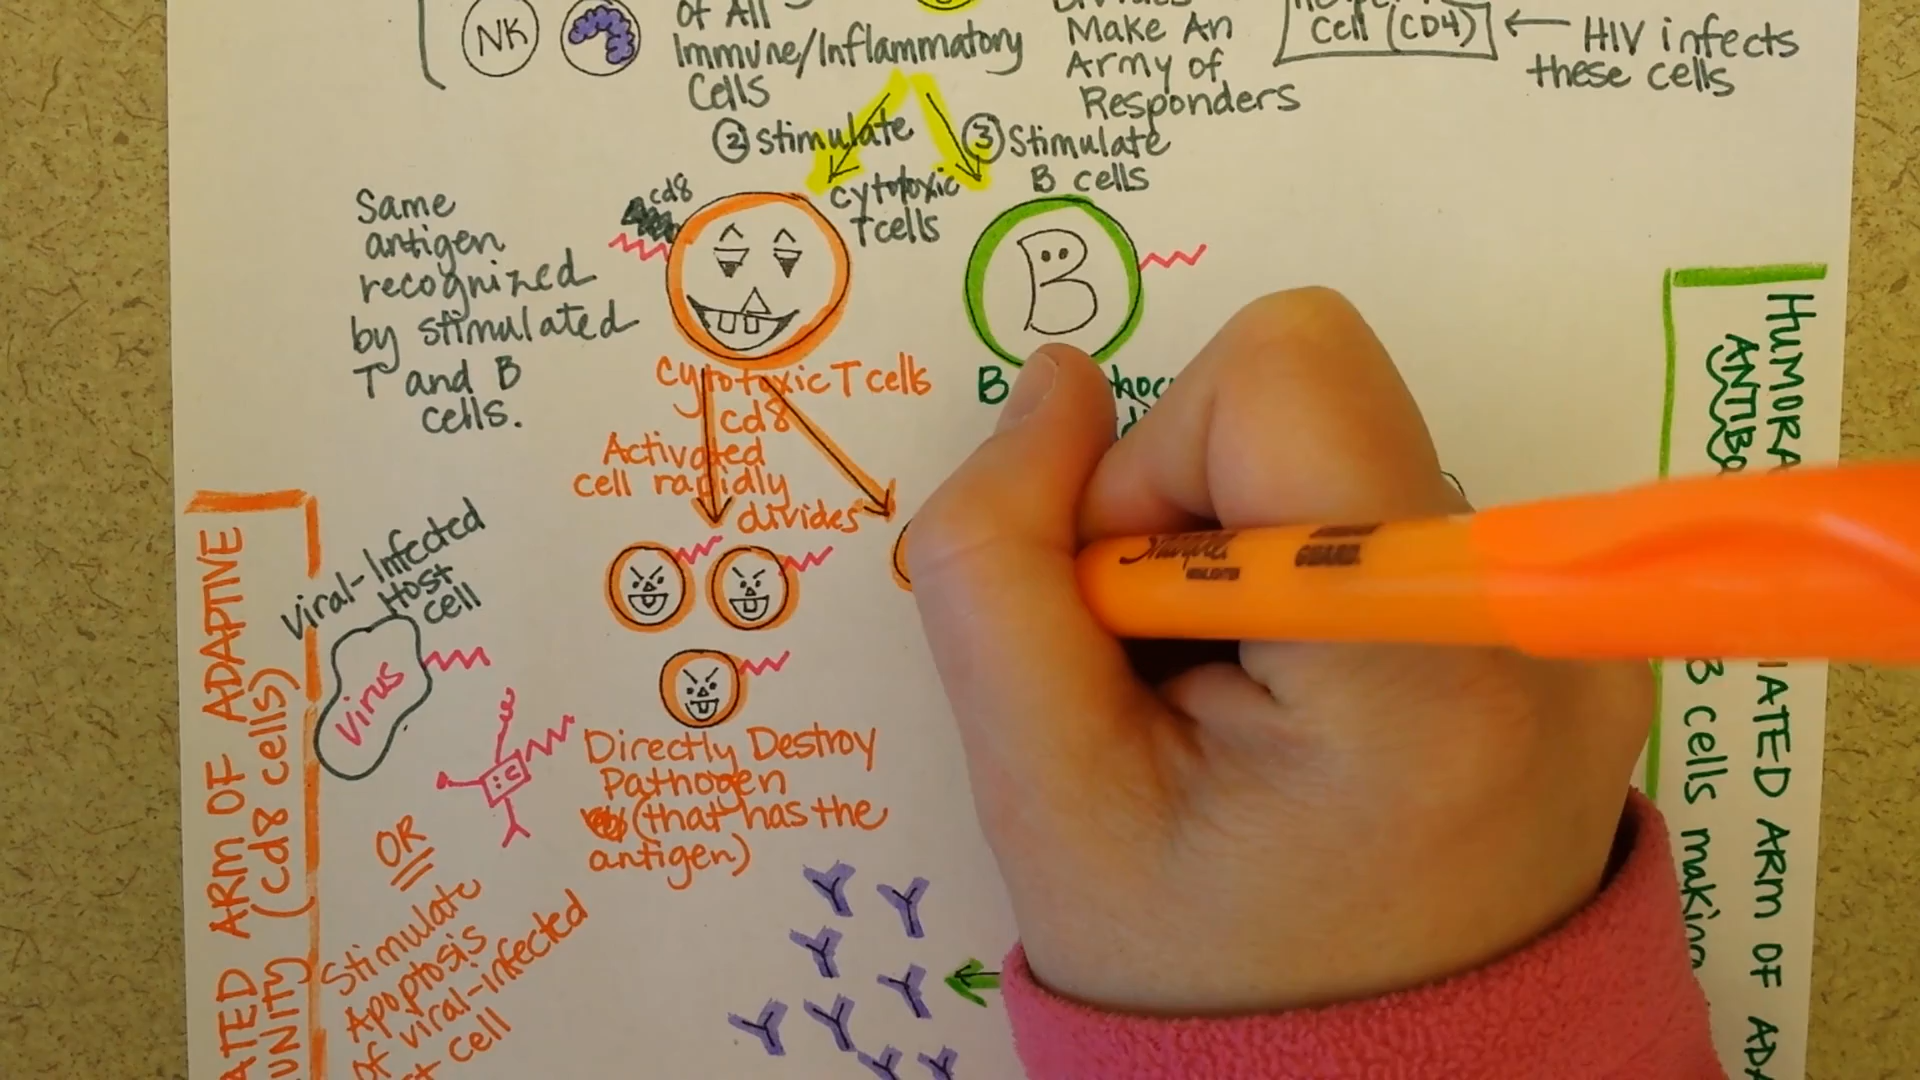 NK
of All
Immune/Inflammatory
Cells
Make An
Army of
Responders
Cell (CD4)
HIV infects
these cells
② stimulate
cytotoxic
T cells
③ Stimulate
B cells
cd8
Same
antigen
recognized
by stimulated
T and B
cells.
B
Cytotoxic T cells
cd8
Activated
cell rapidly
divides
B
Viral-Infected
Host
cell
Virus
Directly Destroy
Pathogen
(that has the
antigen)
OR
Stimulate
Apoptosis
of viral-infected
cell
ARM OF ADAPTIVE
(cd8 cells)
ARM OF
B cells making
Sharpie